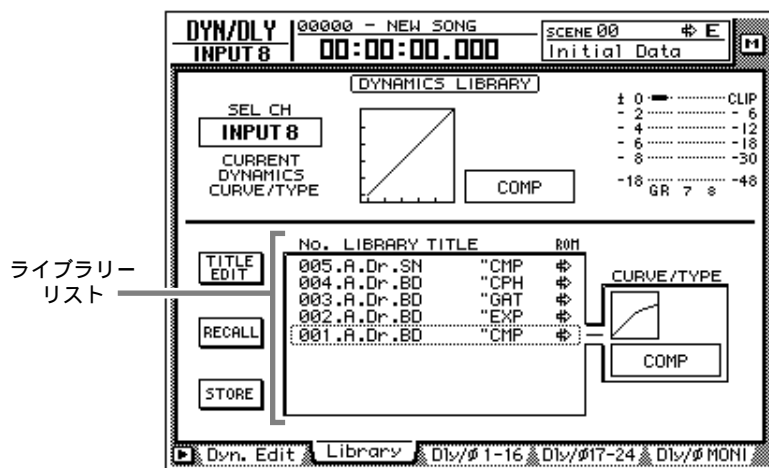 DYN/DLY
INPUT 8
00000 - NEW SONG
00:00:00.000
SCENE 00 E
Initial Data
M
DYNAMICS LIBRARY
SEL CH
INPUT 8
CURRENT
DYNAMICS
CURVE/TYPE
COMP
± 0 CLIP
- 2 - 6
- 4 -12
- 6 -18
- 8 -30
-18 -48
GR 7 8
ライブラリー
リスト
TITLE
EDIT
RECALL
STORE
No. LIBRARY TITLE ROM
005.A.Dr.SN "CMP
004.A.Dr.BD "CPH
003.A.Dr.BD "GAT
002.A.Dr.BD "EXP
001.A.Dr.BD "CMP
CURVE/TYPE
COMP
Dyn. Edit Library Dly/Ø 1-16 Dly/Ø17-24 Dly/Ø MONI